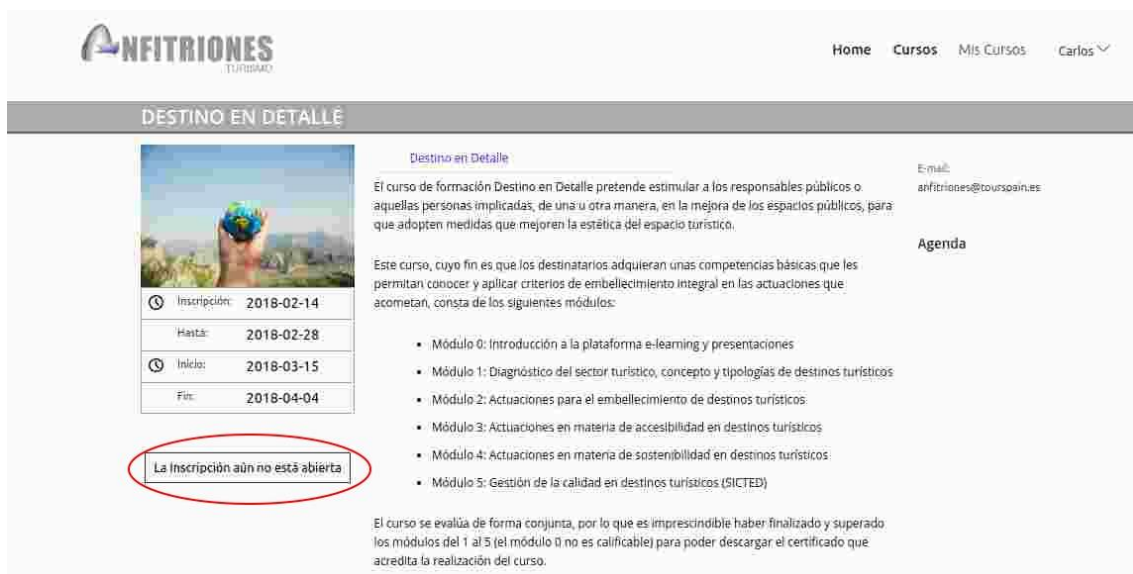 ANFITRIONES
TURISMO
Home Cursos Mis Cursos Carlos
DESTINO EN DETALLE
Inscripción: 2018-02-14
Hasta: 2018-02-28
Inicio: 2018-03-15
Fin: 2018-04-04
La Inscripción aún no está abierta
Destino en Detalle
El curso de formación Destino en Detalle pretende estimular a los responsables públicos o
aquellas personas implicadas, de una u otra manera, en la mejora de los espacios públicos, para
que adopten medidas que mejoren la estética del espacio turístico.
Este curso, cuyo fin es que los destinatarios adquieran unas competencias básicas que les
permitan conocer y aplicar criterios de embellecimiento integral en las actuaciones que
acometan, consta de los siguientes módulos:
• Módulo 0: Introducción a la plataforma e-learning y presentaciones
• Módulo 1: Diagnóstico del sector turístico, concepto y tipologías de destinos turísticos
• Módulo 2: Actuaciones para el embellecimiento de destinos turísticos
• Módulo 3: Actuaciones en materia de accesibilidad en destinos turísticos
• Módulo 4: Actuaciones en materia de sostenibilidad en destinos turísticos
• Módulo 5: Gestión de la calidad en destinos turísticos (SICTED)
El curso se evalúa de forma conjunta, por lo que es imprescindible haber finalizado y superado
los módulos del 1 al 5 (el módulo 0 no es calificable) para poder descargar el certificado que
acredita la realización del curso.
E-mail:
anfitriones@tourspain.es
Agenda